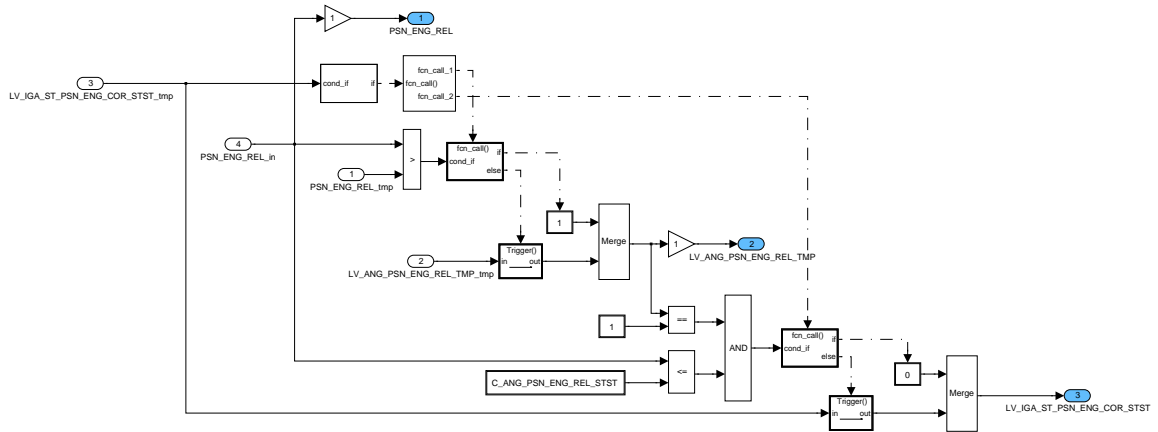 1
1
PSN_ENG_REL
3
LV_IGA_ST_PSN_ENG_COR_STST_tmp
cond_if
if
fcn_call_1
fcn_call()
fcn_call_2
4
PSN_ENG_REL_in
1
PSN_ENG_REL_tmp
>
fcn_call()
cond_if
if
else
1
Merge
Trigger()
in
out
2
LV_ANG_PSN_ENG_REL_TMP_tmp
1
2
LV_ANG_PSN_ENG_REL_TMP
1
==
<=
C_ANG_PSN_ENG_REL_STST
AND
fcn_call()
cond_if
if
else
0
Merge
Trigger()
in
out
3
LV_IGA_ST_PSN_ENG_COR_STST